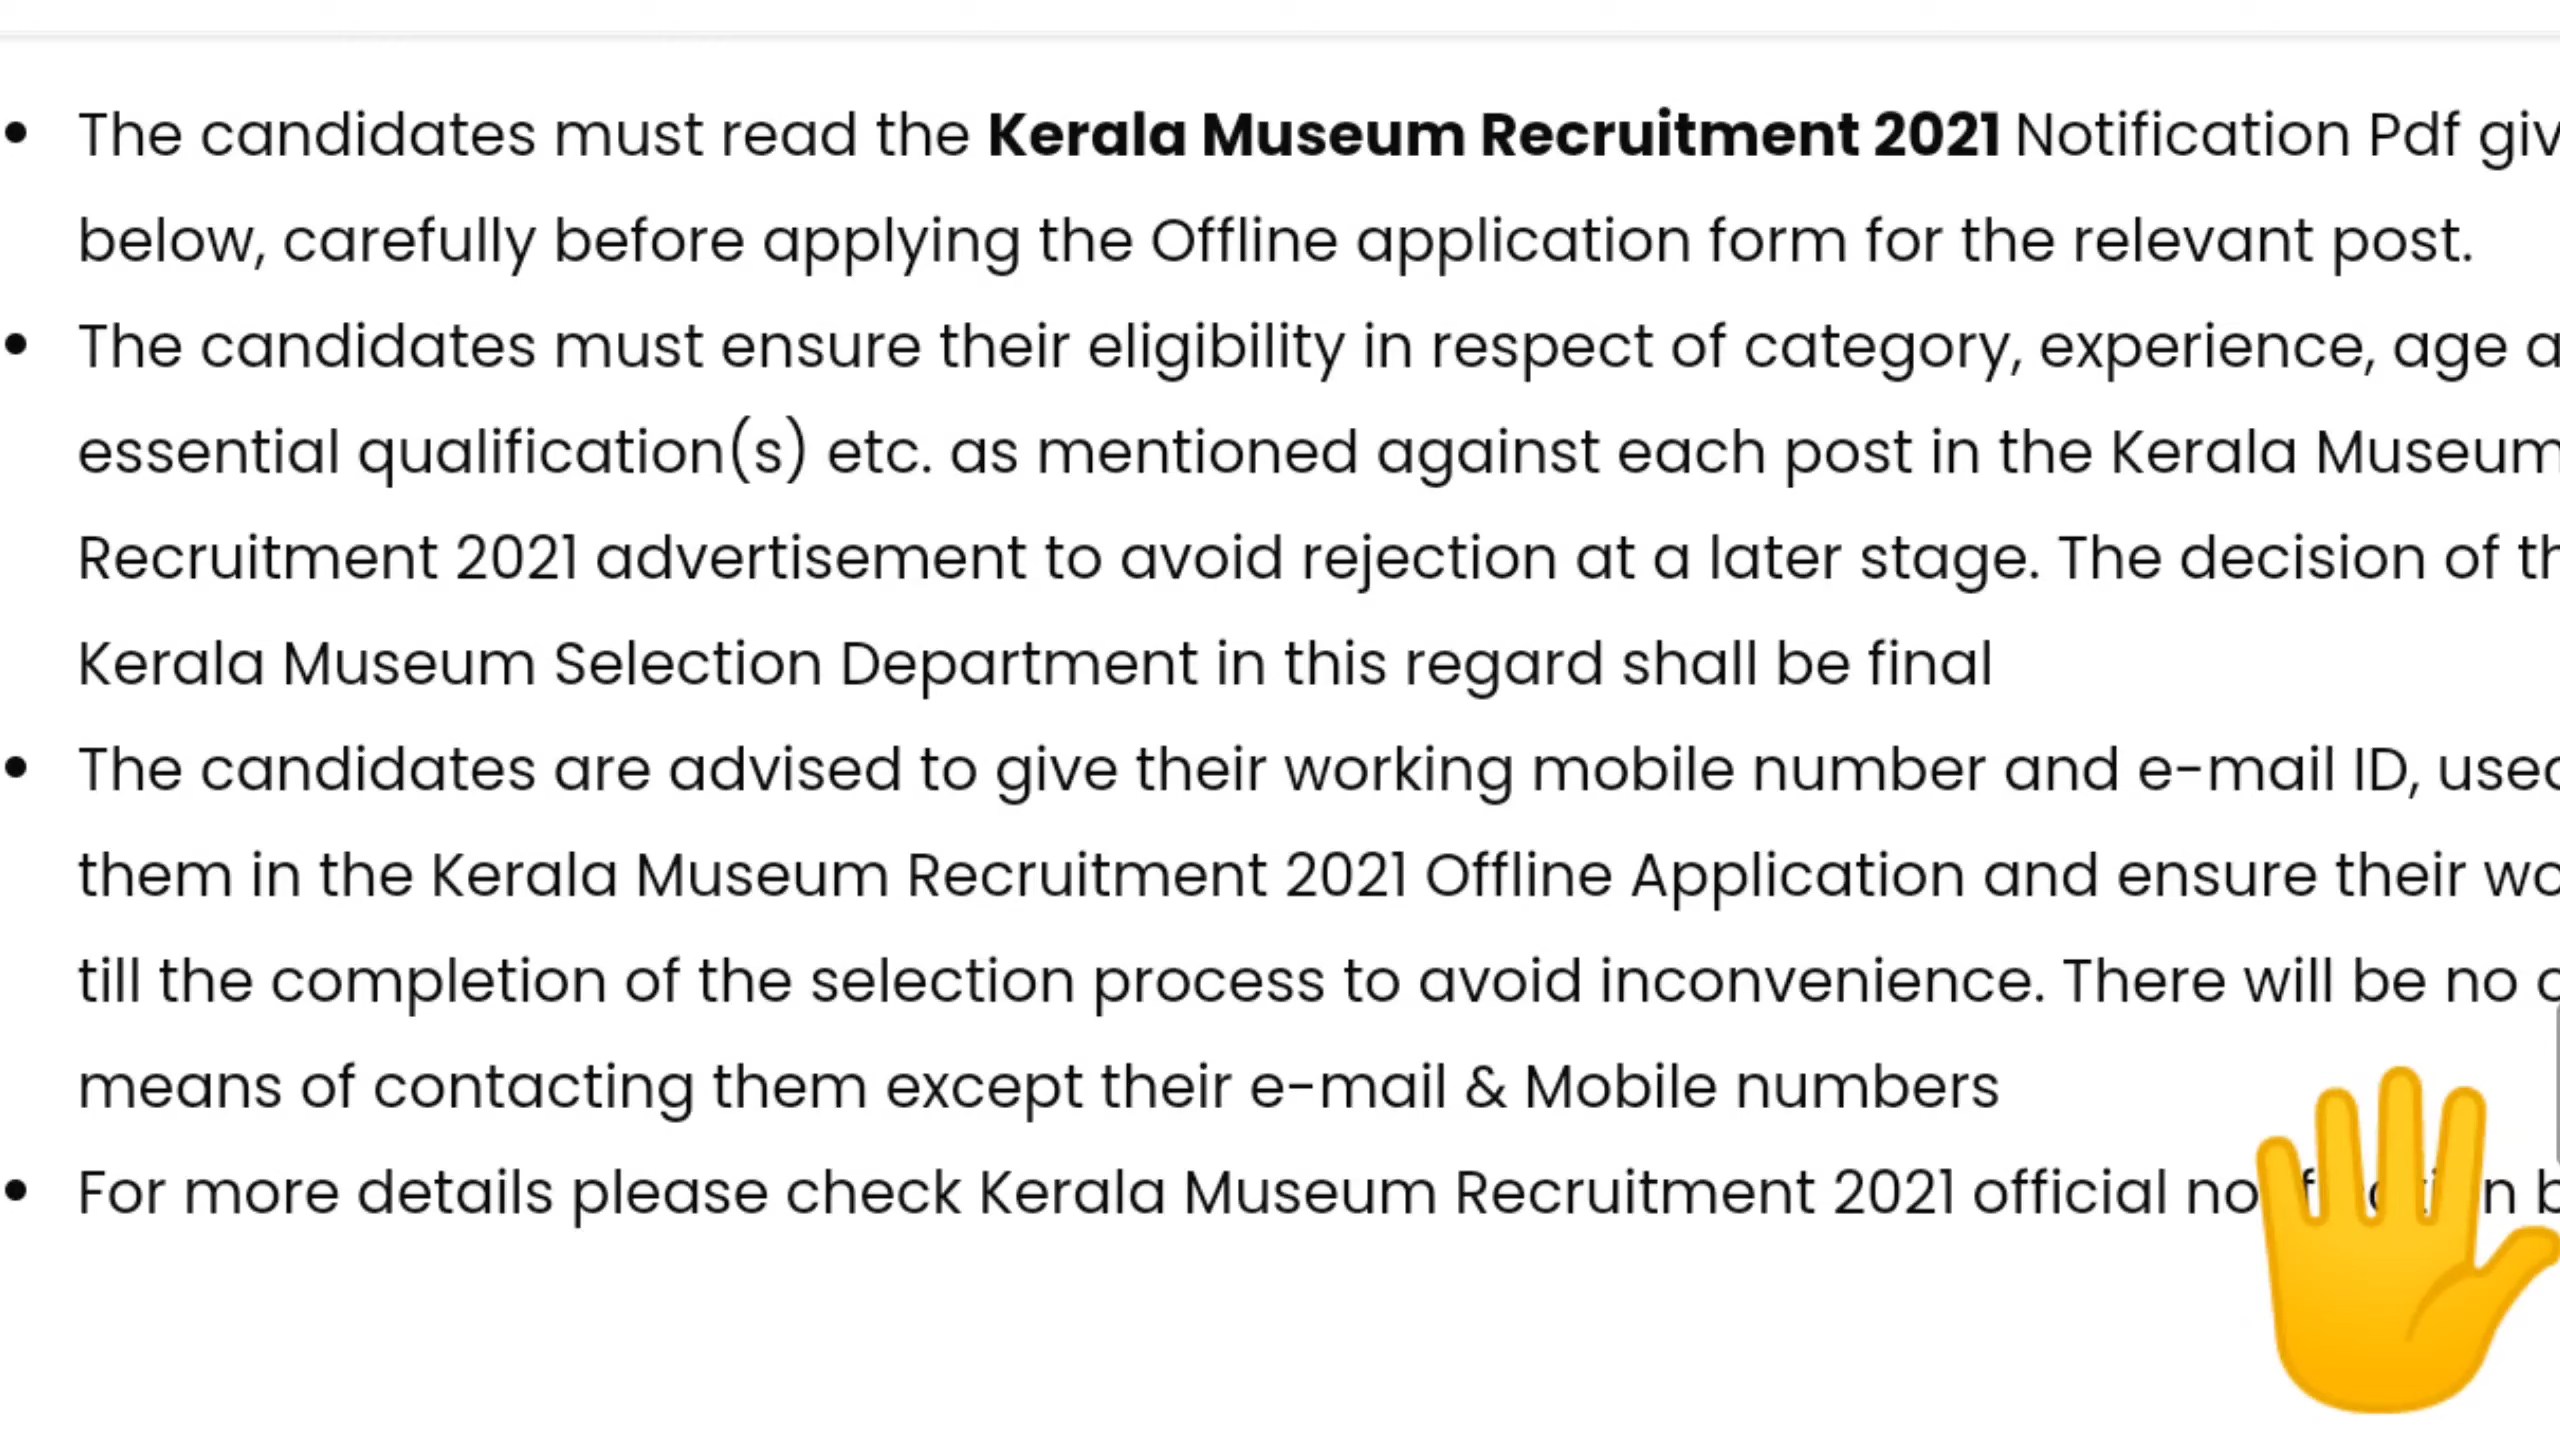 • The candidates must read the Kerala Museum Recruitment 2021 Notification Pdf
below, carefully before applying the Offline application form for the relevant post.
• The candidates must ensure their eligibility in respect of category, experience, age
essential qualification(s) etc. as mentioned against each post in the Kerala Museum
Recruitment 2021 advertisement to avoid rejection at a later stage. The decision of
Kerala Museum Selection Department in this regard shall be final
• The candidates are advised to give their working mobile number and e-mail ID,
them in the Kerala Museum Recruitment 2021 Offline Application and ensure their
till the completion of the selection process to avoid inconvenience. There will be no
means of contacting them except their e-mail & Mobile numbers
• For more details please check Kerala Museum Recruitment 2021 official